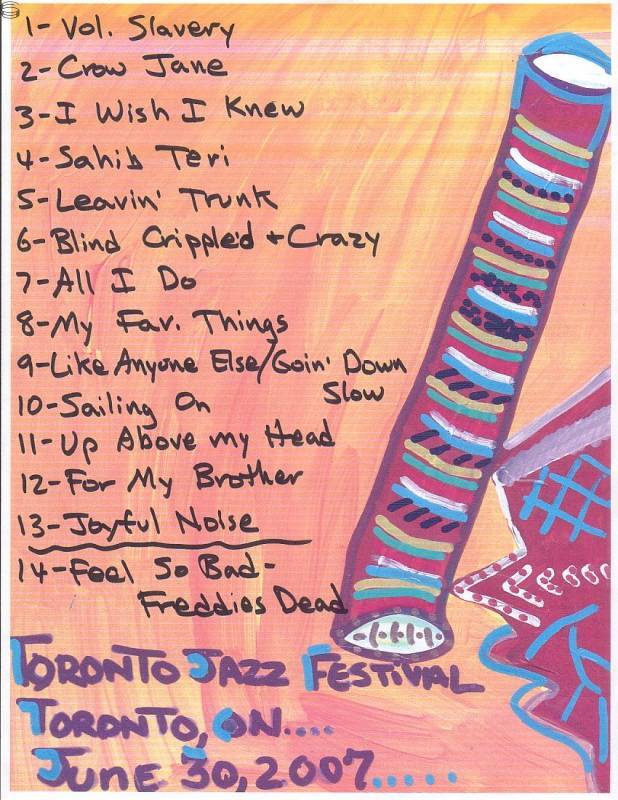 1-Vol. Slavery
2-Crow Jane
3-I Wish I Knew
4-Sahib Teri
5-Leavin' Trunk
6-Blind Crippled + Crazy
7-All I Do
8-My Fav. Things
9-Like Anyone Else/Goin' Down
Slow
10-Sailing On
11-Up Above my Head
12-For My Brother
13-Joyful Noise
14-Feel So Bad-
Freddies Dead
Toronto Jazz Festival
Toronto, ON....
June 30, 2007.....